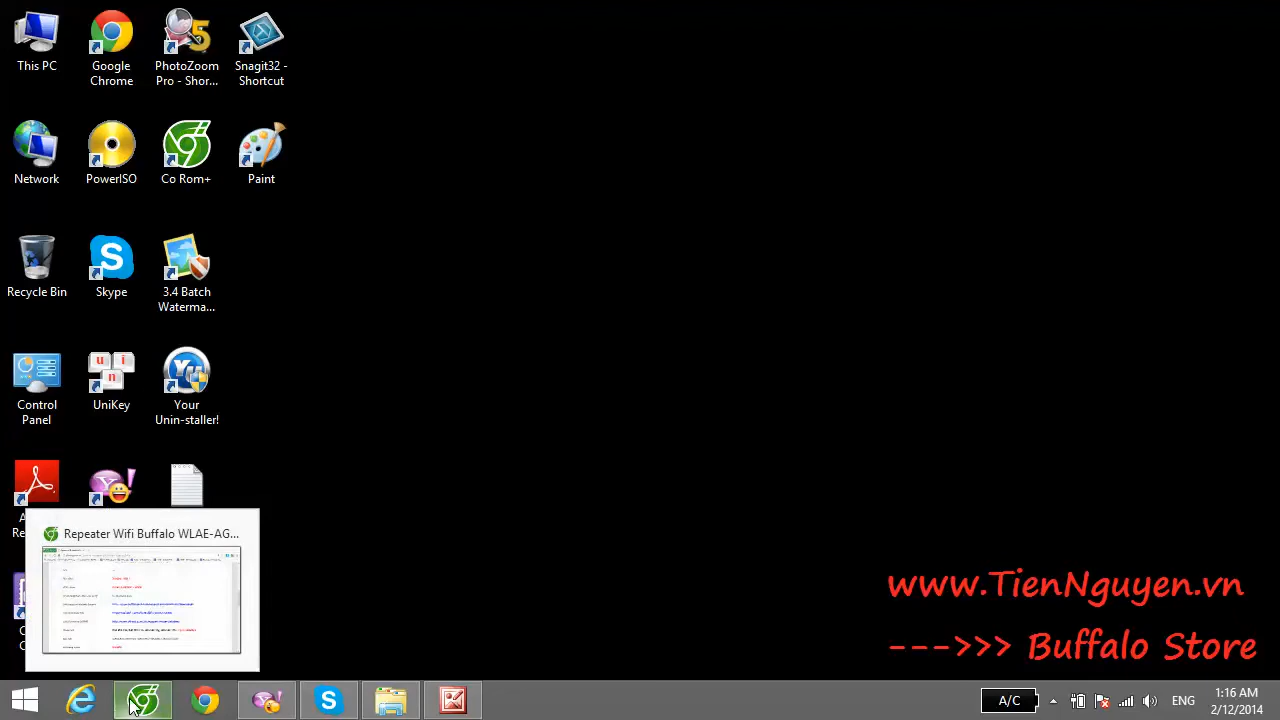 This PC
Google
Chrome
PhotoZoom
Pro - Shor...
Snagit32 -
Shortcut
Network
PowerISO
Co Rom+
Paint
Recycle Bin
Skype
3.4 Batch
Waterma...
Control
Panel
UniKey
Your
Unin-staller!
Repeater Wifi Buffalo WLAE-AG...
www.TienNguyen.vn
--->>> Buffalo Store
A/C
ENG
1:16 AM
2/12/2014